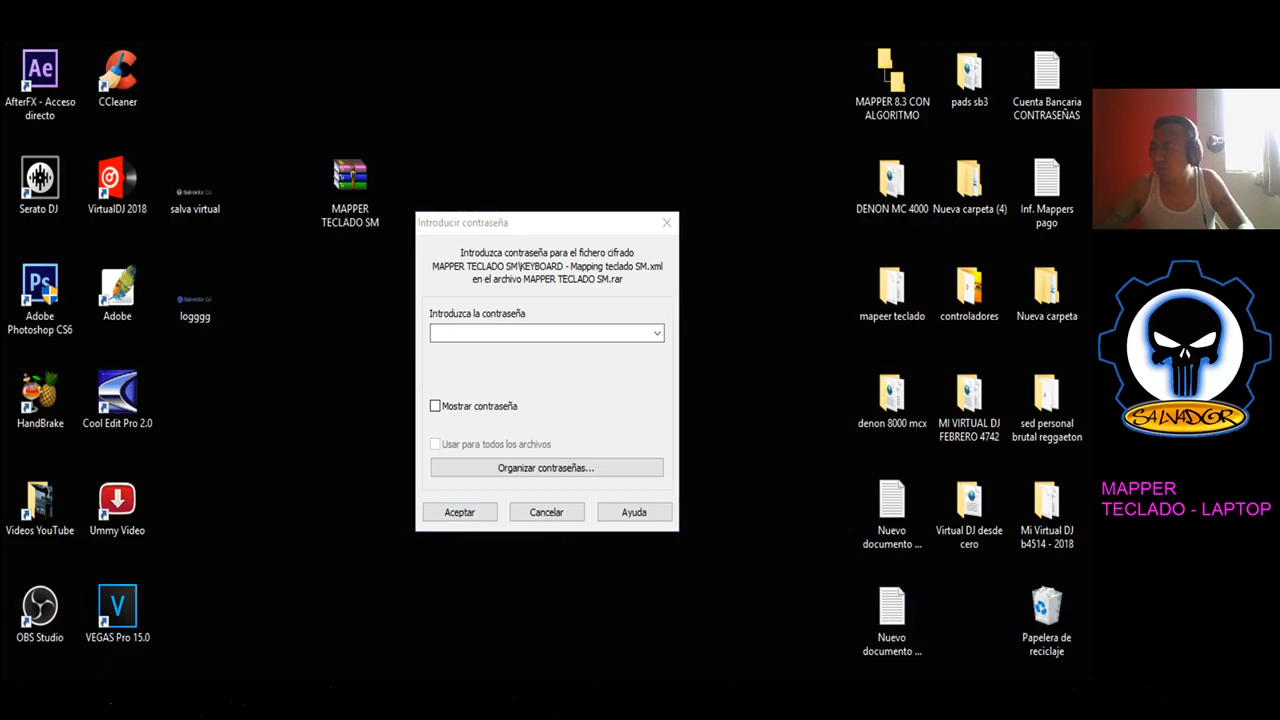 AfterFX - Acceso
directo
CCleaner
MAPPER 8.3 CON
ALGORITMO
pads sb3
Cuenta Bancaria
CONTRASEÑAS
Serato DJ
VirtualDJ 2018
Salvador DJ
salva virtual
MAPPER
TECLADO SM
DENON MC 4000
Nueva carpeta (4)
Inf. Mappers
pago
Introducir contraseña
Introduzca contraseña para el fichero cifrado
MAPPER TECLADO SM\KEYBOARD - Mapping teclado SM.xml
en el archivo MAPPER TECLADO SM.rar
Introduzca la contraseña
Mostrar contraseña
Usar para todos los archivos
Organizar contraseñas...
Aceptar
Cancelar
Ayuda
Ae
Ps
Adobe
Photoshop CS6
Adobe
Salvador DJ
logggg
mapeer teclado
controladores
Nueva carpeta
HandBrake
Cool Edit Pro 2.0
denon 8000 mcx
MI VIRTUAL DJ
FEBRERO 4742
sed personal
brutal reggaeton
Videos YouTube
Ummy Video
Nuevo
documento ...
Virtual DJ desde
cero
Mi Virtual DJ
b4514 - 2018
OBS Studio
V
VEGAS Pro 15.0
Nuevo
documento ...
Papelera de
reciclaje
SALVADOR
MAPPER
TECLADO - LAPTOP